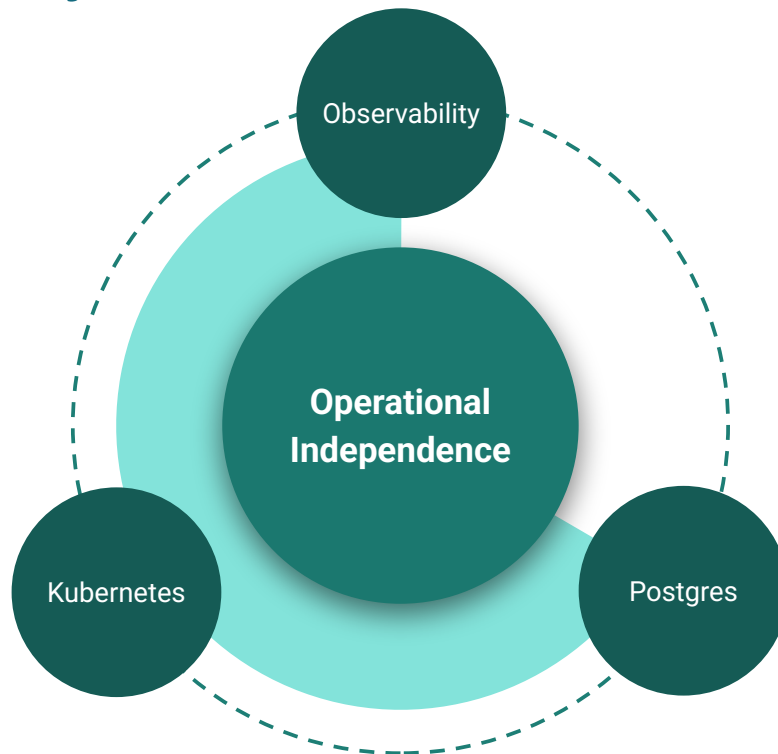 Observability
Operational
Independence
Kubernetes
Postgres